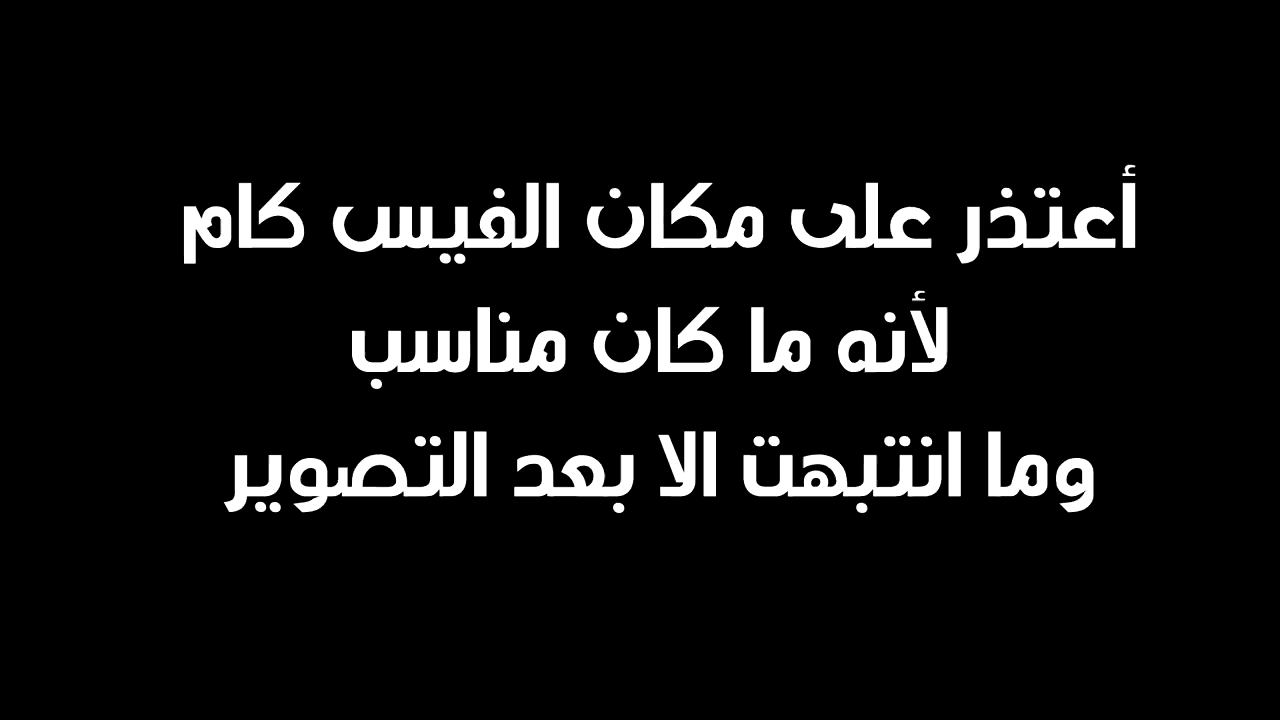 أعتذر على مكان الفيس كام
لأنه ما كان مناسب
وما انتبهت الا بعد التصوير